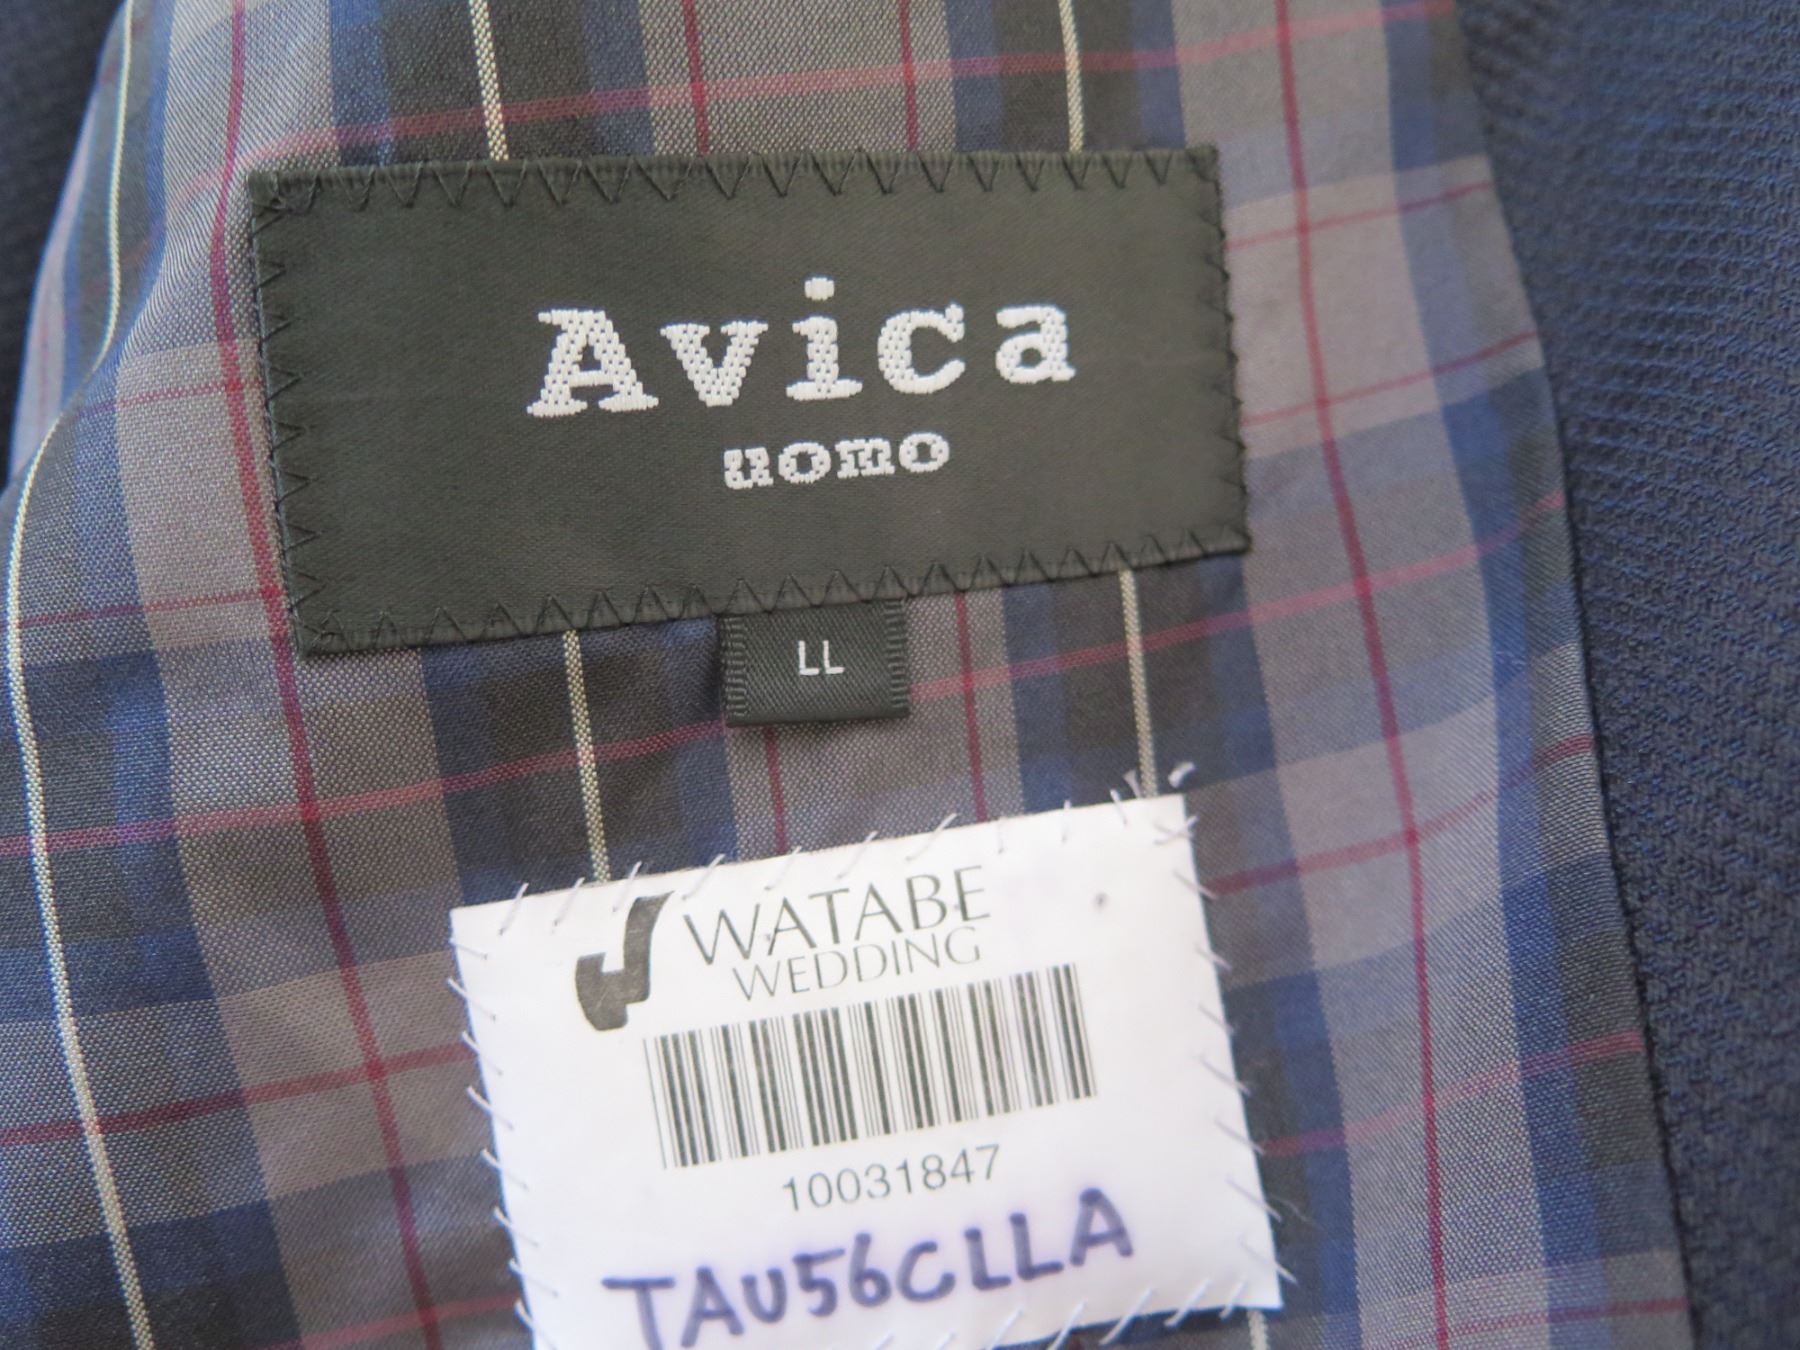 Avica
uomo
LL
WATABE
WEDDING
10031847
TAU56CLLA